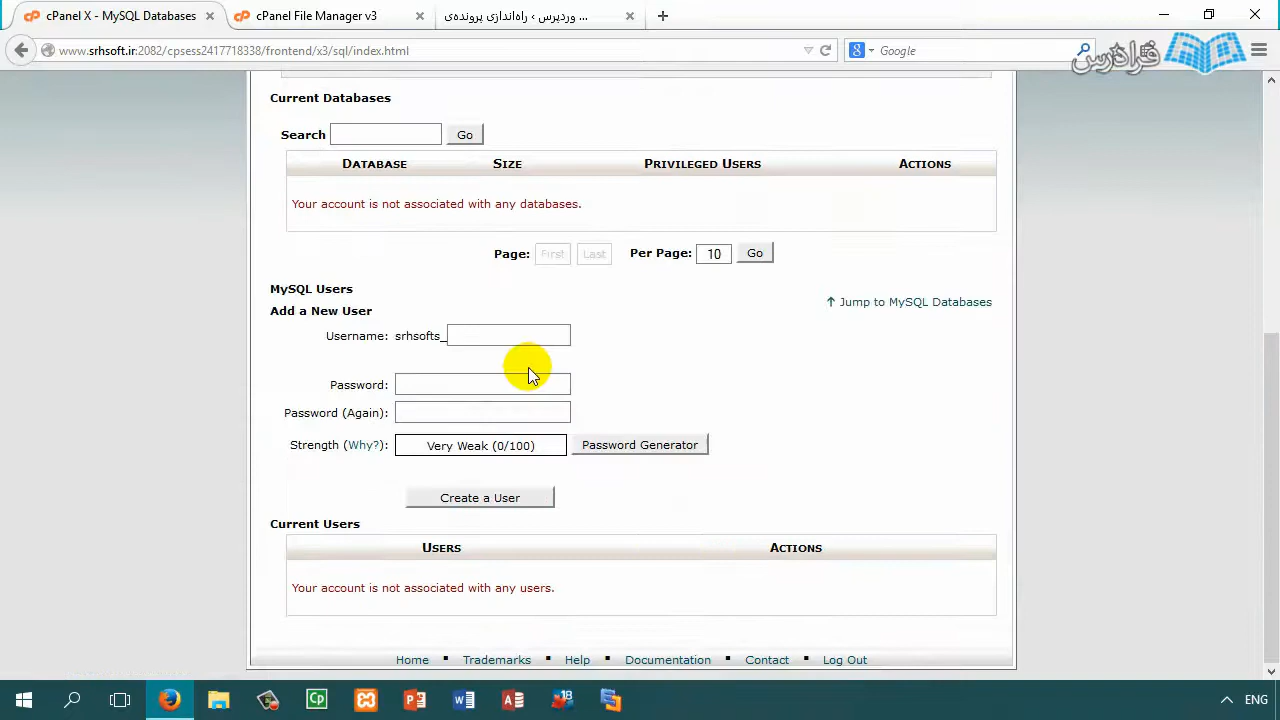 cPanel X - MySQL Databases
cPanel File Manager v3
وردپرس › راه‌اندازی پرونده‌ی ...
www.srhsoft.ir:2082/cpsess2417718338/frontend/x3/sql/index.html
Google
فرادرس
Current Databases
Search
Go
DATABASE SIZE PRIVILEGED USERS ACTIONS
Your account is not associated with any databases.
Page: First Last Per Page: 10 Go
MySQL Users
↑ Jump to MySQL Databases
Add a New User
Username: srhsofts_
Password:
Password (Again):
Strength (Why?): Very Weak (0/100) Password Generator
Create a User
Current Users
USERS ACTIONS
Your account is not associated with any users.
Home ▪ Trademarks ▪ Help ▪ Documentation ▪ Contact ▪ Log Out
ENG